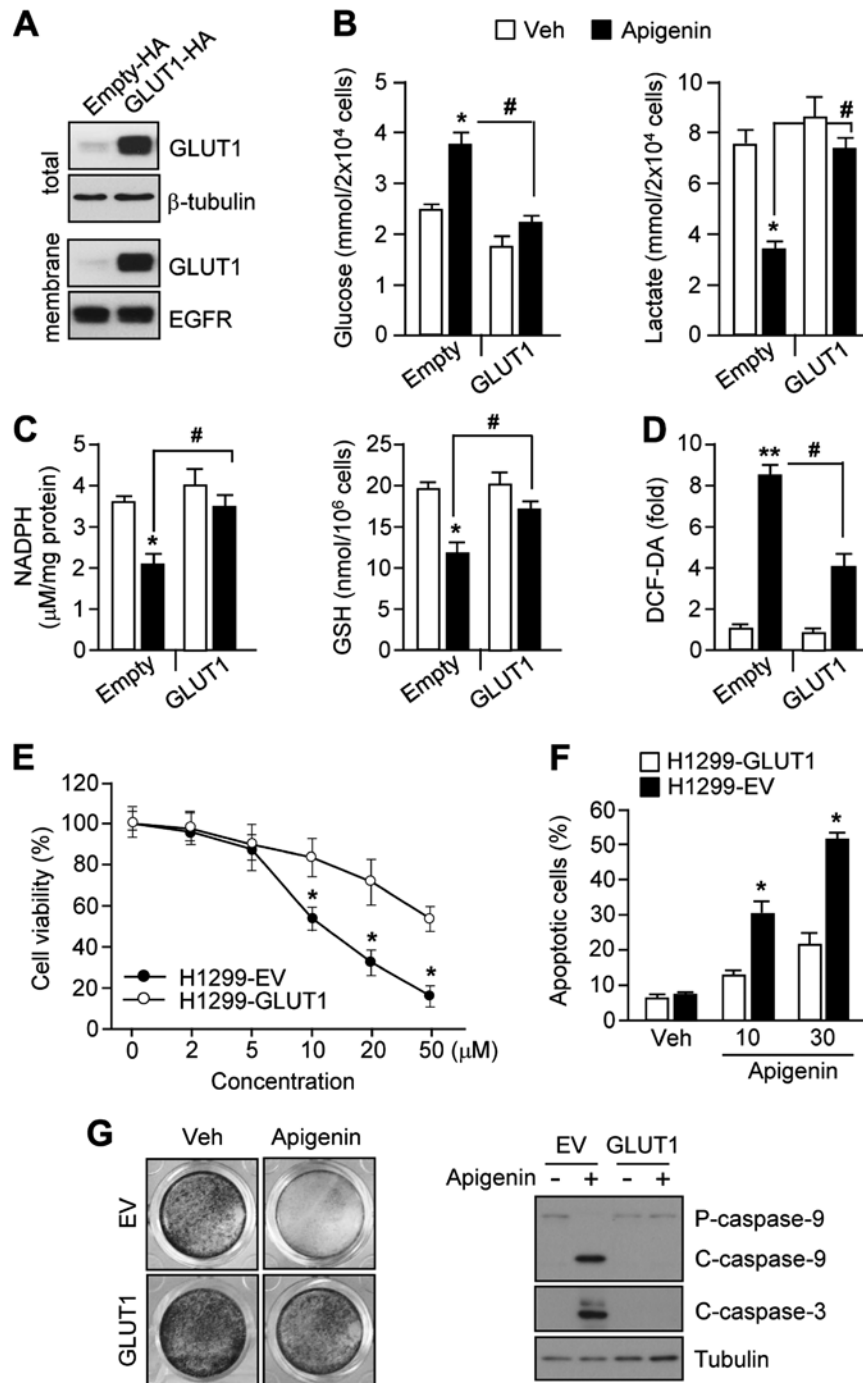 A
Empty-HA
GLUT1-HA
total
GLUT1
β-tubulin
membrane
GLUT1
EGFR
B
Veh
Apigenin
Glucose (mmol/2x10⁴ cells)
5
4
3
2
1
0
*
#
Empty
GLUT1
Lactate (mmol/2x10⁴ cells)
10
8
6
4
2
0
*
#
Empty
GLUT1
C
NADPH
(μM/mg protein)
5
4
3
2
1
0
*
#
Empty
GLUT1
GSH (nmol/10⁶ cells)
25
20
15
10
5
0
*
#
Empty
GLUT1
D
DCF-DA (fold)
10
8
6
4
2
0
**
#
Empty
GLUT1
E
Cell viability (%)
120
100
80
60
40
20
0
*
*
*
H1299-EV
H1299-GLUT1
0 2 5 10 20 50 (μM)
Concentration
F
H1299-GLUT1
H1299-EV
Apoptotic cells (%)
60
50
40
30
20
10
0
*
*
Veh 10 30
Apigenin
G
Veh Apigenin
EV
GLUT1
EV GLUT1
Apigenin - + - +
P-caspase-9
C-caspase-9
C-caspase-3
Tubulin